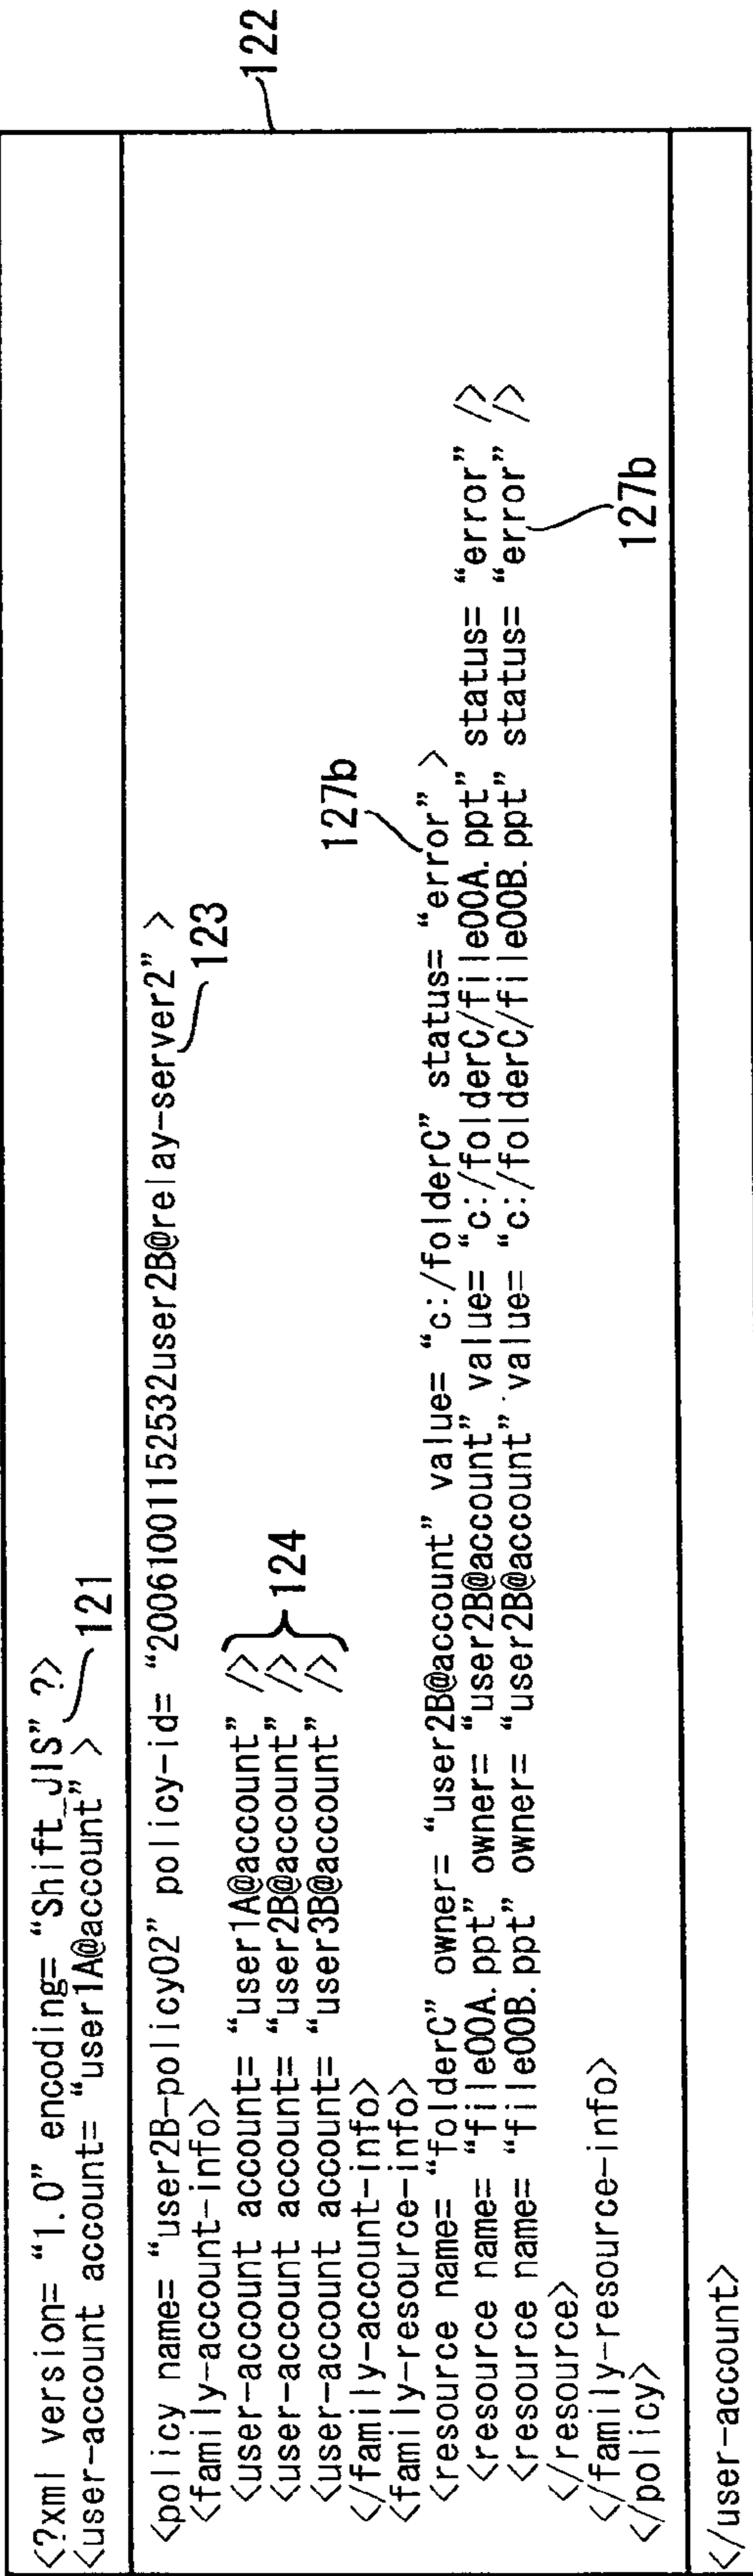 <?xml version= “1.0” encoding= “Shift_JIS” ?>
<user-account account= “user1A@account” >
121
<policy name= “user2B-policy02” policy-id= “20061001152532user2B@relay-server2” >
123
<family-account-info>
<user-account account= “user1A@account” />
<user-account account= “user2B@account” />
<user-account account= “user3B@account” />
124
</family-account-info>
<family-resource-info>
127b
<resource name= “folderC” owner= “user2B@account” value= “c:/folderC” status= “error” >
<resource name= “file00A.ppt” owner= “user2B@account” value= “c:/folderC/file00A.ppt” status= “error” />
<resource name= “file00B.ppt” owner= “user2B@account” value= “c:/folderC/file00B.ppt” status= “error” />
127b
</resource>
</family-resource-info>
</policy>
122
</user-account>